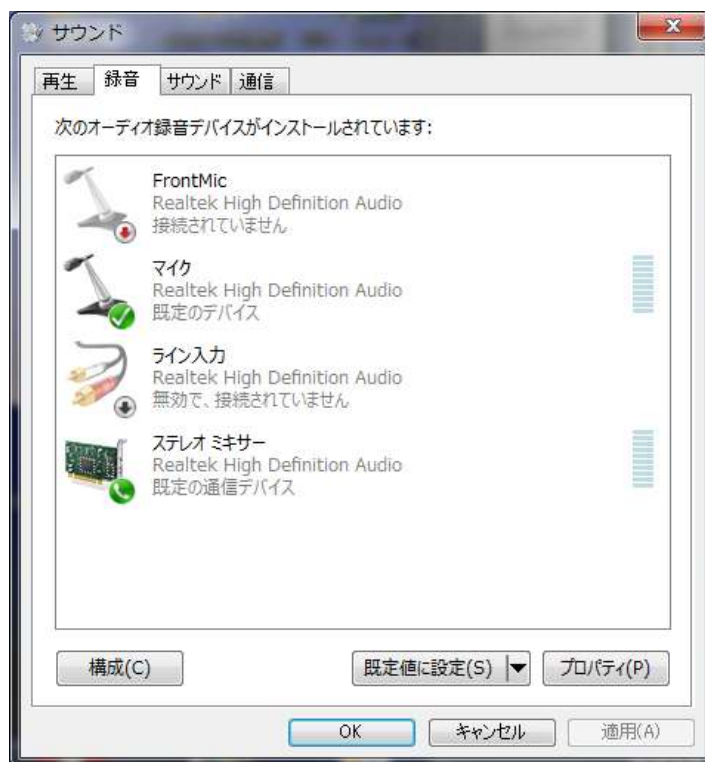 サウンド
再生 録音 サウンド 通信
次のオーディオ録音デバイスがインストールされています:
FrontMic
Realtek High Definition Audio
接続されていません
マイク
Realtek High Definition Audio
既定のデバイス
ライン入力
Realtek High Definition Audio
無効で、接続されていません
ステレオ ミキサー
Realtek High Definition Audio
既定の通信デバイス
構成(C) 既定値に設定(S) プロパティ(P)
OK キャンセル 適用(A)